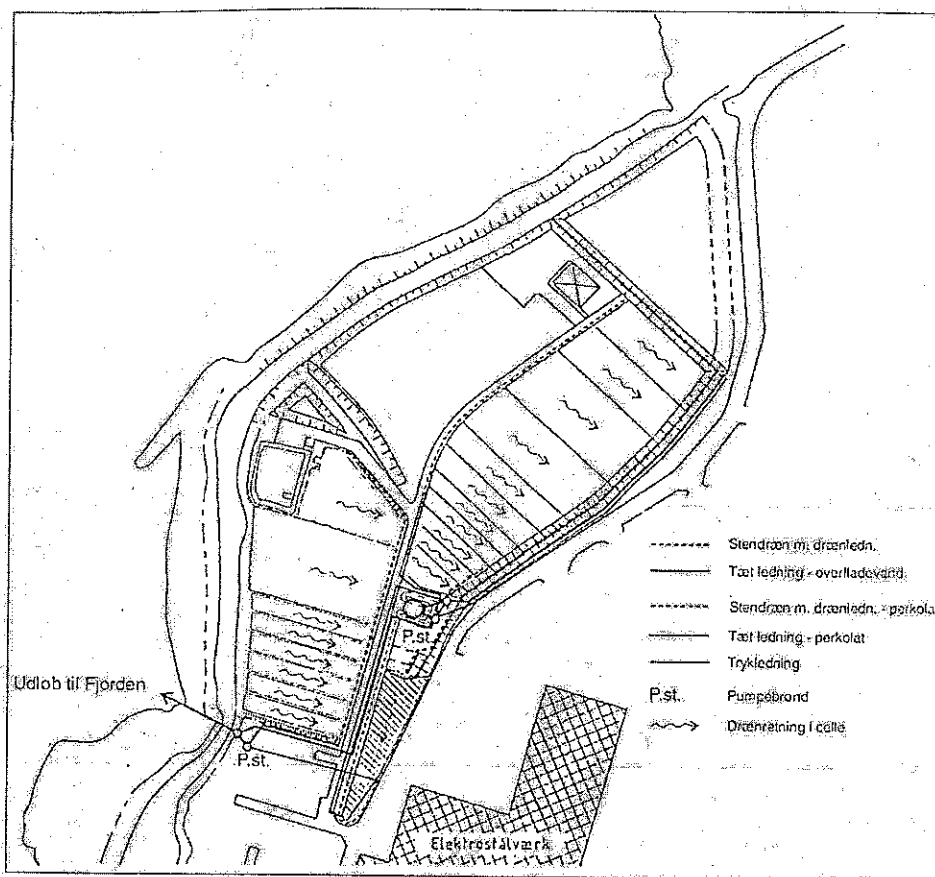 P.st.
Udløb til Fjorden
P.st.
Elektrostålværk
Stendræn m. drænledn.
Tæt ledning - overfladevand
Stendræn m. drænledn. - perkola
Tæt ledning - perkolat
Trykledning
P.st. Pumpebrønd
Drænretning i celle